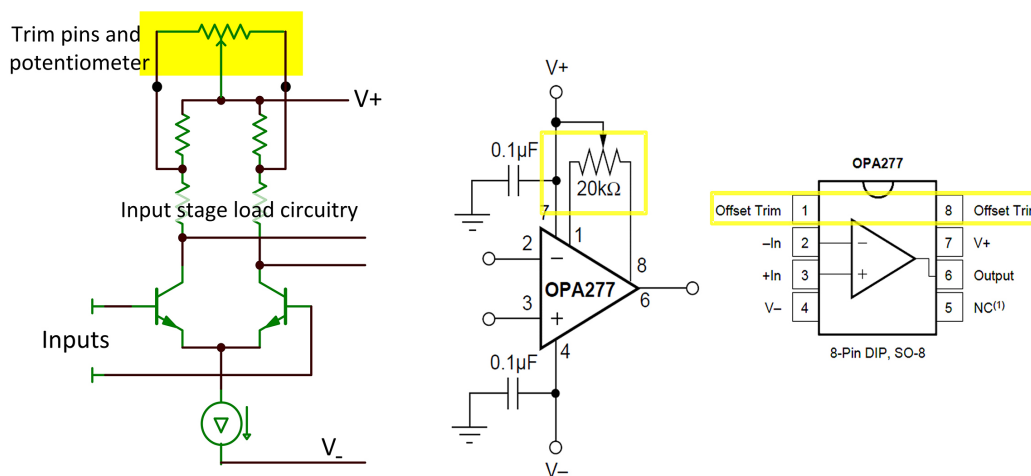 Trim pins and
potentiometer
V+
Input stage load circuitry
Inputs
V-
V+
0.1µF
20kΩ
7
1
2
−
8
OPA277
6
3
+
4
0.1µF
V–
OPA277
Offset Trim
1
8
Offset Trim
–In
2
−
7
V+
+In
3
+
6
Output
V–
4
5
NC(1)
8-Pin DIP, SO-8